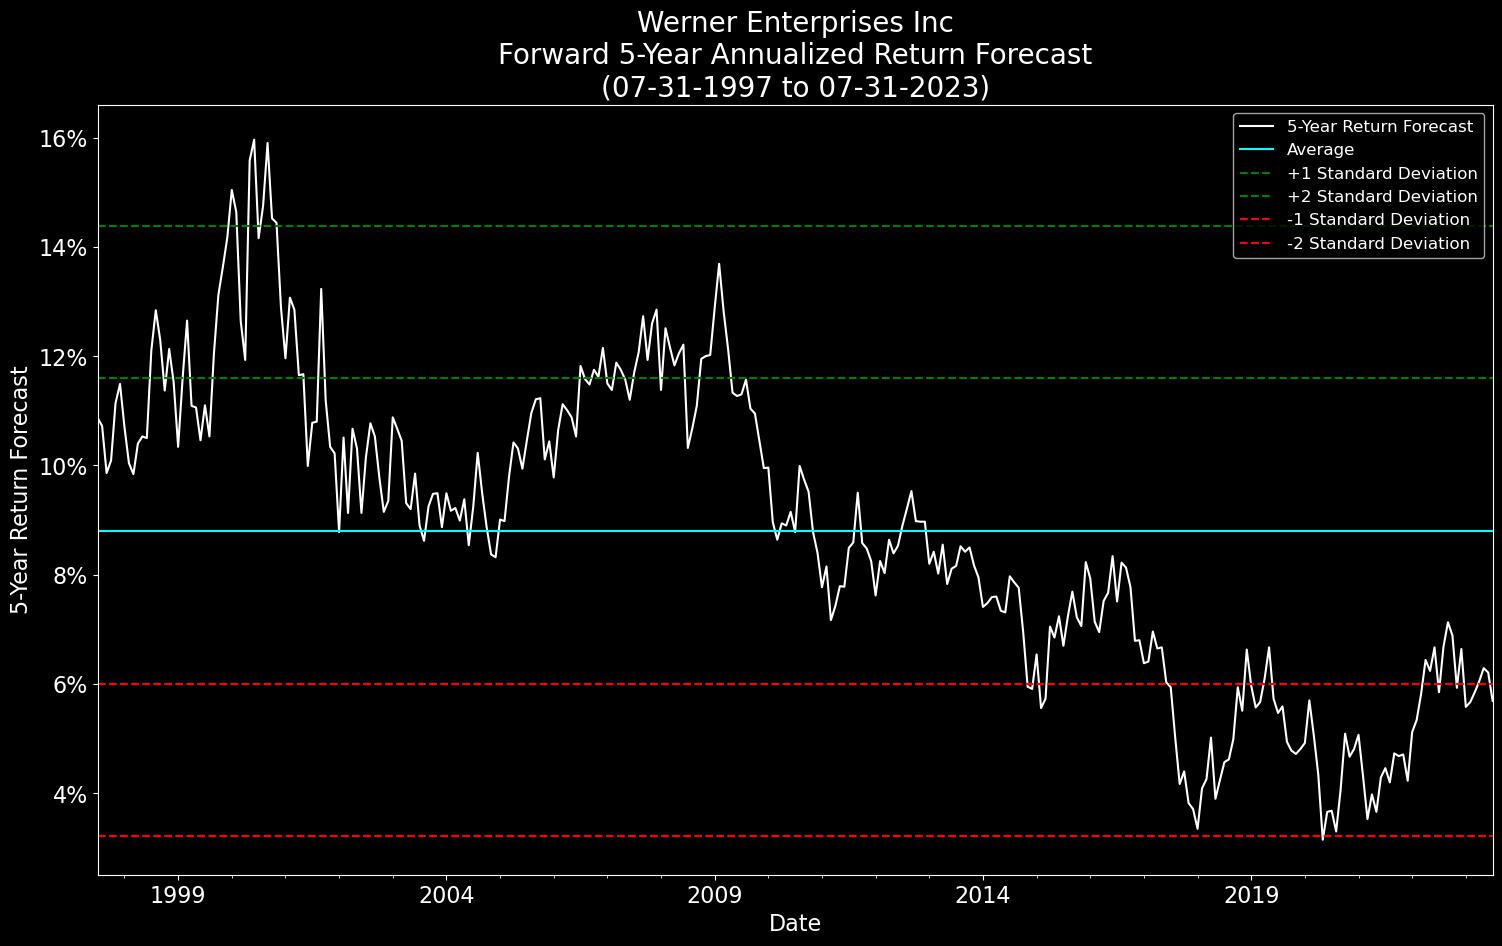 Werner Enterprises Inc
Forward 5-Year Annualized Return Forecast
(07-31-1997 to 07-31-2023)
5-Year Return Forecast
16%
14%
12%
10%
8%
6%
4%
5-Year Return Forecast
Average
+1 Standard Deviation
+2 Standard Deviation
-1 Standard Deviation
-2 Standard Deviation
1999 2004 2009 2014 2019
Date